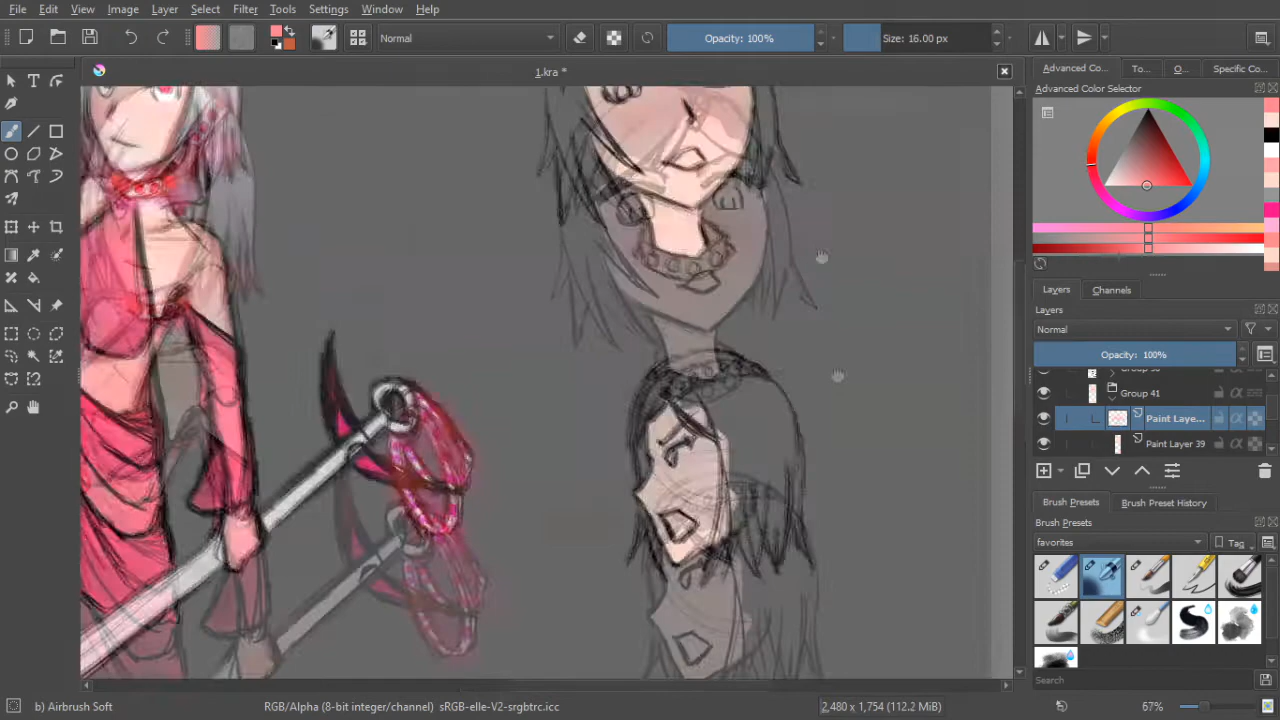 File Edit View Image Layer Select Filter Tools Settings Window Help
Normal Opacity: 100% Size: 16.00 px
1.kra *
Advanced Co... To... O... Specific Co...
Advanced Color Selector
Layers Channels
Layers
Normal
Opacity: 100%
Group 41
Paint Laye...
Paint Layer 39
Brush Presets Brush Preset History
Brush Presets
favorites Tag
Search
b) Airbrush Soft RGB/Alpha (8-bit integer/channel) sRGB-elle-V2-srgbtrc.icc 2,480 x 1,754 (112.2 MiB) 67%